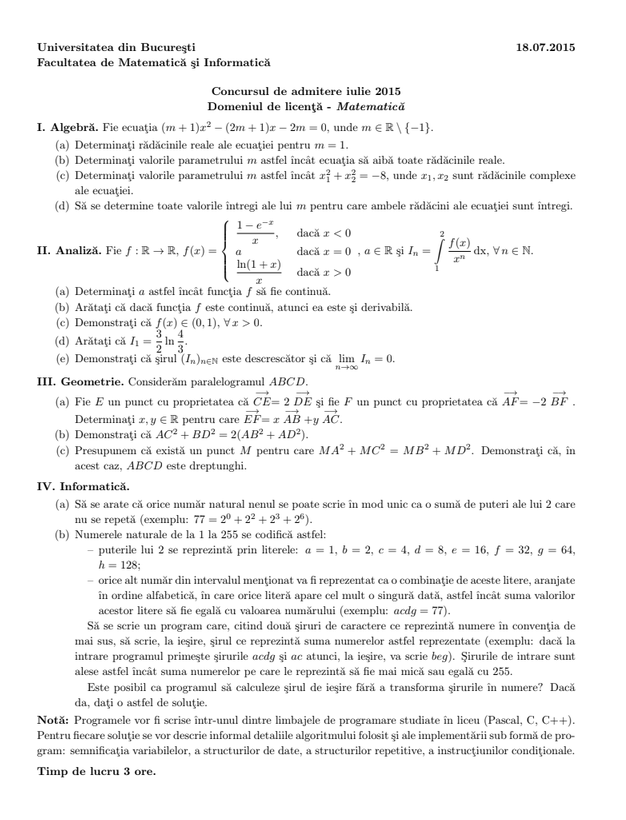 Universitatea din Bucureşti 18.07.2015
Facultatea de Matematică şi Informatică
Concursul de admitere iulie 2015
Domeniul de licenţă - Matematică
I. Algebră. Fie ecuaţia (m + 1)x² − (2m + 1)x − 2m = 0, unde m ∈ ℝ \ {−1}.
(a) Determinaţi rădăcinile reale ale ecuaţiei pentru m = 1.
(b) Determinaţi valorile parametrului m astfel încât ecuaţia să aibă toate rădăcinile reale.
(c) Determinaţi valorile parametrului m astfel încât x₁² + x₂² = −8, unde x₁, x₂ sunt rădăcinile complexe
ale ecuaţiei.
(d) Să se determine toate valorile întregi ale lui m pentru care ambele rădăcini ale ecuaţiei sunt întregi.
II. Analiză. Fie f : ℝ → ℝ, f(x) = { (1 − e⁻ˣ)/x, dacă x < 0; a dacă x = 0; ln(1 + x)/x dacă x > 0 , a ∈ ℝ şi Iₙ = ∫₁² f(x)/xⁿ dx, ∀ n ∈ ℕ.
(a) Determinaţi a astfel încât funcţia f să fie continuă.
(b) Arătaţi că dacă funcţia f este continuă, atunci ea este şi derivabilă.
(c) Demonstraţi că f(x) ∈ (0, 1), ∀ x > 0.
(d) Arătaţi că I₁ = 3/2 ln 4/3.
(e) Demonstraţi că şirul (Iₙ)ₙ∈ℕ este descrescător şi că lim n→∞ Iₙ = 0.
III. Geometrie. Considerăm paralelogramul ABCD.
(a) Fie E un punct cu proprietatea că CE⃗ = 2 DE⃗ şi fie F un punct cu proprietatea că AF⃗ = −2 BF⃗ .
Determinaţi x, y ∈ ℝ pentru care EF⃗ = x AB⃗ +y AC⃗.
(b) Demonstraţi că AC² + BD² = 2(AB² + AD²).
(c) Presupunem că există un punct M pentru care MA² + MC² = MB² + MD². Demonstraţi că, în
acest caz, ABCD este dreptunghi.
IV. Informatică.
(a) Să se arate că orice număr natural nenul se poate scrie în mod unic ca o sumă de puteri ale lui 2 care
nu se repetă (exemplu: 77 = 2⁰ + 2² + 2³ + 2⁶).
(b) Numerele naturale de la 1 la 255 se codifică astfel:
– puterile lui 2 se reprezintă prin literele: a = 1, b = 2, c = 4, d = 8, e = 16, f = 32, g = 64,
h = 128;
– orice alt număr din intervalul menţionat va fi reprezentat ca o combinaţie de aceste litere, aranjate
în ordine alfabetică, în care orice literă apare cel mult o singură dată, astfel încât suma valorilor
acestor litere să fie egală cu valoarea numărului (exemplu: acdg = 77).
Să se scrie un program care, citind două şiruri de caractere ce reprezintă numere în convenţia de
mai sus, să scrie, la ieşire, şirul ce reprezintă suma numerelor astfel reprezentate (exemplu: dacă la
intrare programul primeşte şirurile acdg şi ac atunci, la ieşire, va scrie beg). Şirurile de intrare sunt
alese astfel încât suma numerelor pe care le reprezintă să fie mai mică sau egală cu 255.
Este posibil ca programul să calculeze şirul de ieşire fără a transforma şirurile în numere? Dacă
da, daţi o astfel de soluţie.
Notă: Programele vor fi scrise într-unul dintre limbajele de programare studiate în liceu (Pascal, C, C++).
Pentru fiecare soluţie se vor descrie informal detaliile algoritmului folosit şi ale implementării sub formă de pro-
gram: semnificaţia variabilelor, a structurilor de date, a structurilor repetitive, a instrucţiunilor condiţionale.
Timp de lucru 3 ore.